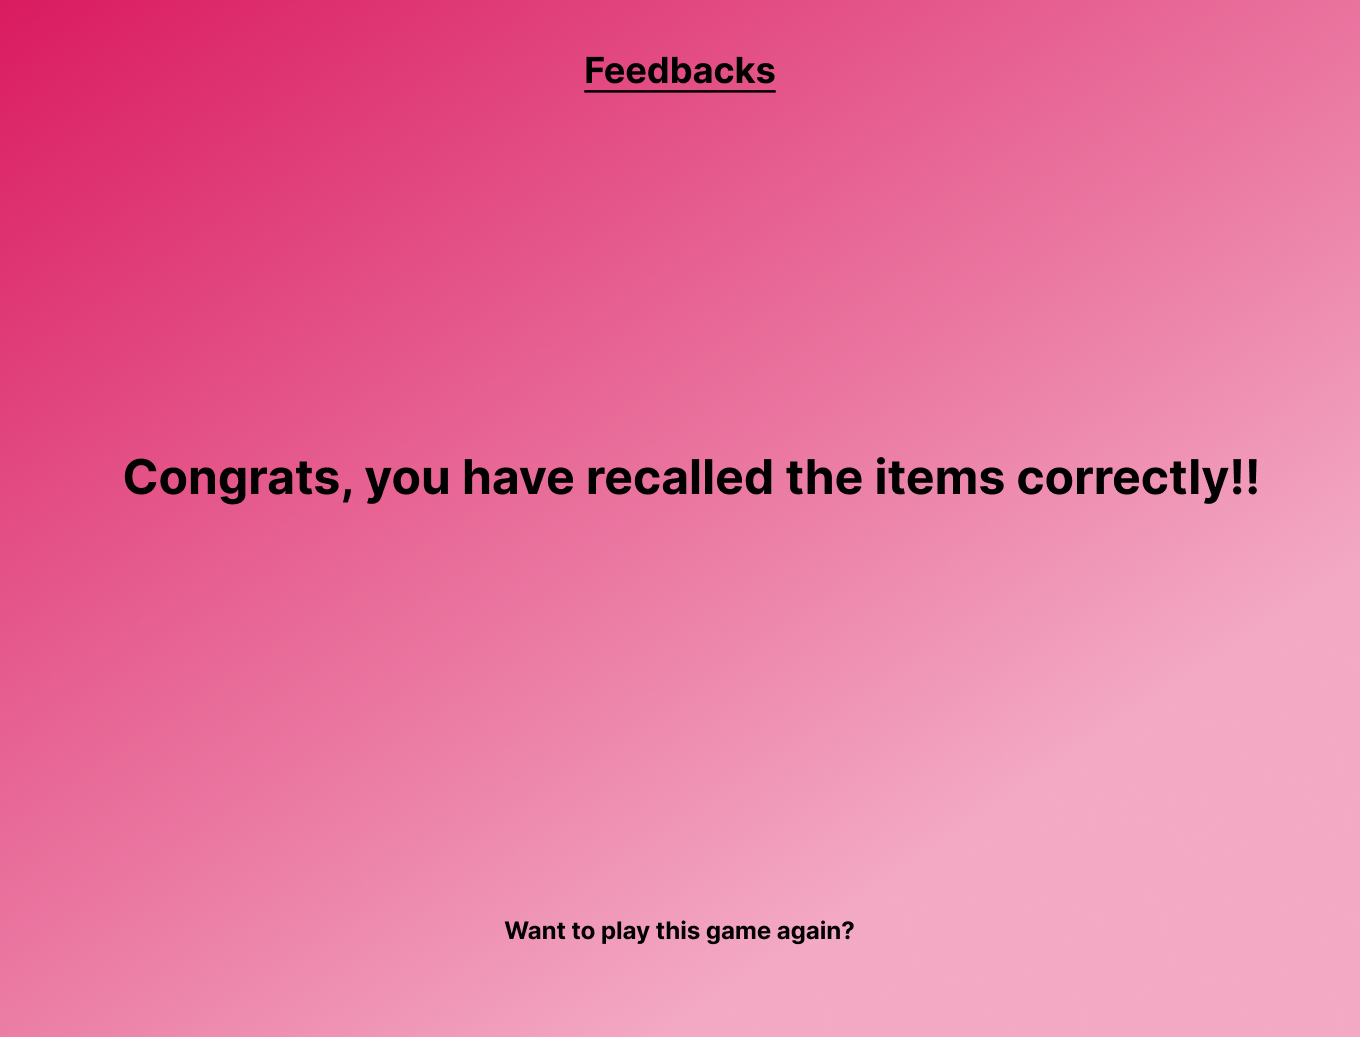 Feedbacks
Congrats, you have recalled the items correctly!!
Want to play this game again?